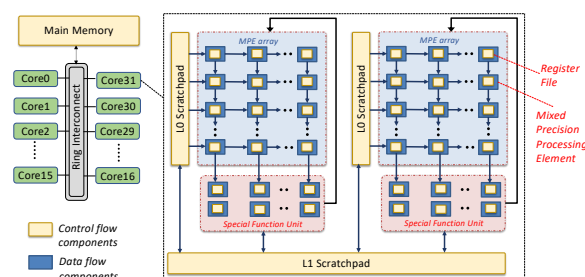 Main Memory
Core0
Core1
Core2
Core15
Ring Interconnect
Core31
Core30
Core29
Core16
Control flow
components
Data flow
components
L0 Scratchpad
MPE array
Special Function Unit
L0 Scratchpad
MPE array
Special Function Unit
L1 Scratchpad
Register
File
Mixed
Precision
Processing
Element